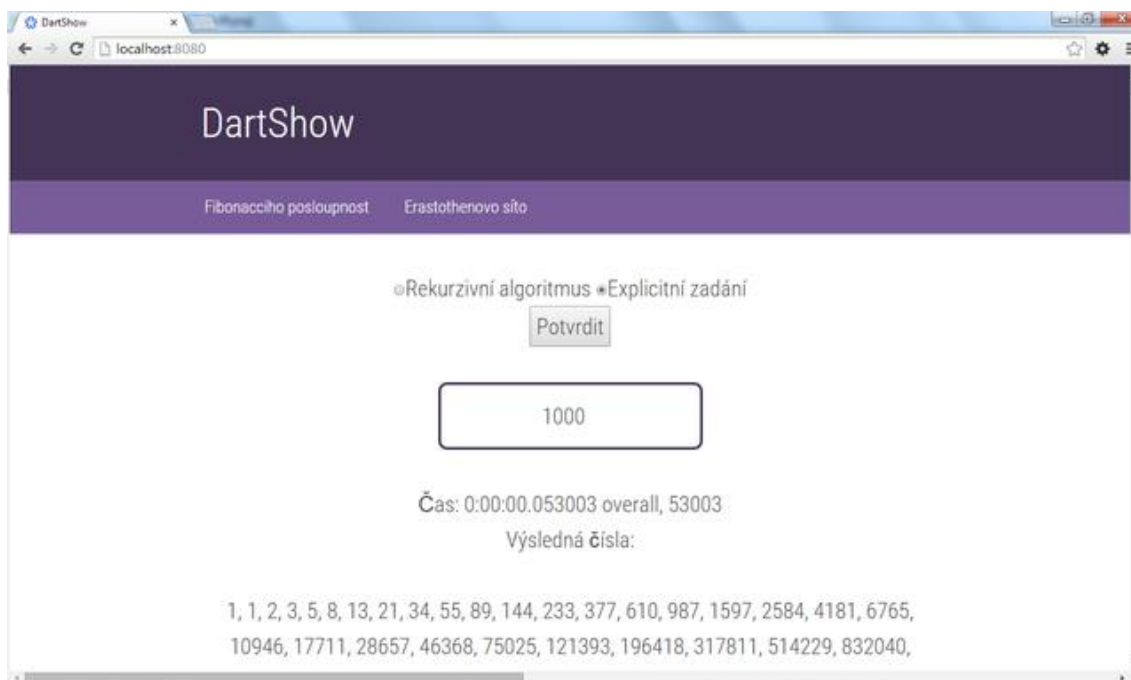 DartShow
localhost:8080
DartShow
Fibonacciho posloupnost Erastothenovo síto
Rekurzivní algoritmus Explicitní zadání
Potvrdit
1000
Čas: 0:00:00.053003 overall, 53003
Výsledná čísla:
1, 1, 2, 3, 5, 8, 13, 21, 34, 55, 89, 144, 233, 377, 610, 987, 1597, 2584, 4181, 6765,
10946, 17711, 28657, 46368, 75025, 121393, 196418, 317811, 514229, 832040,